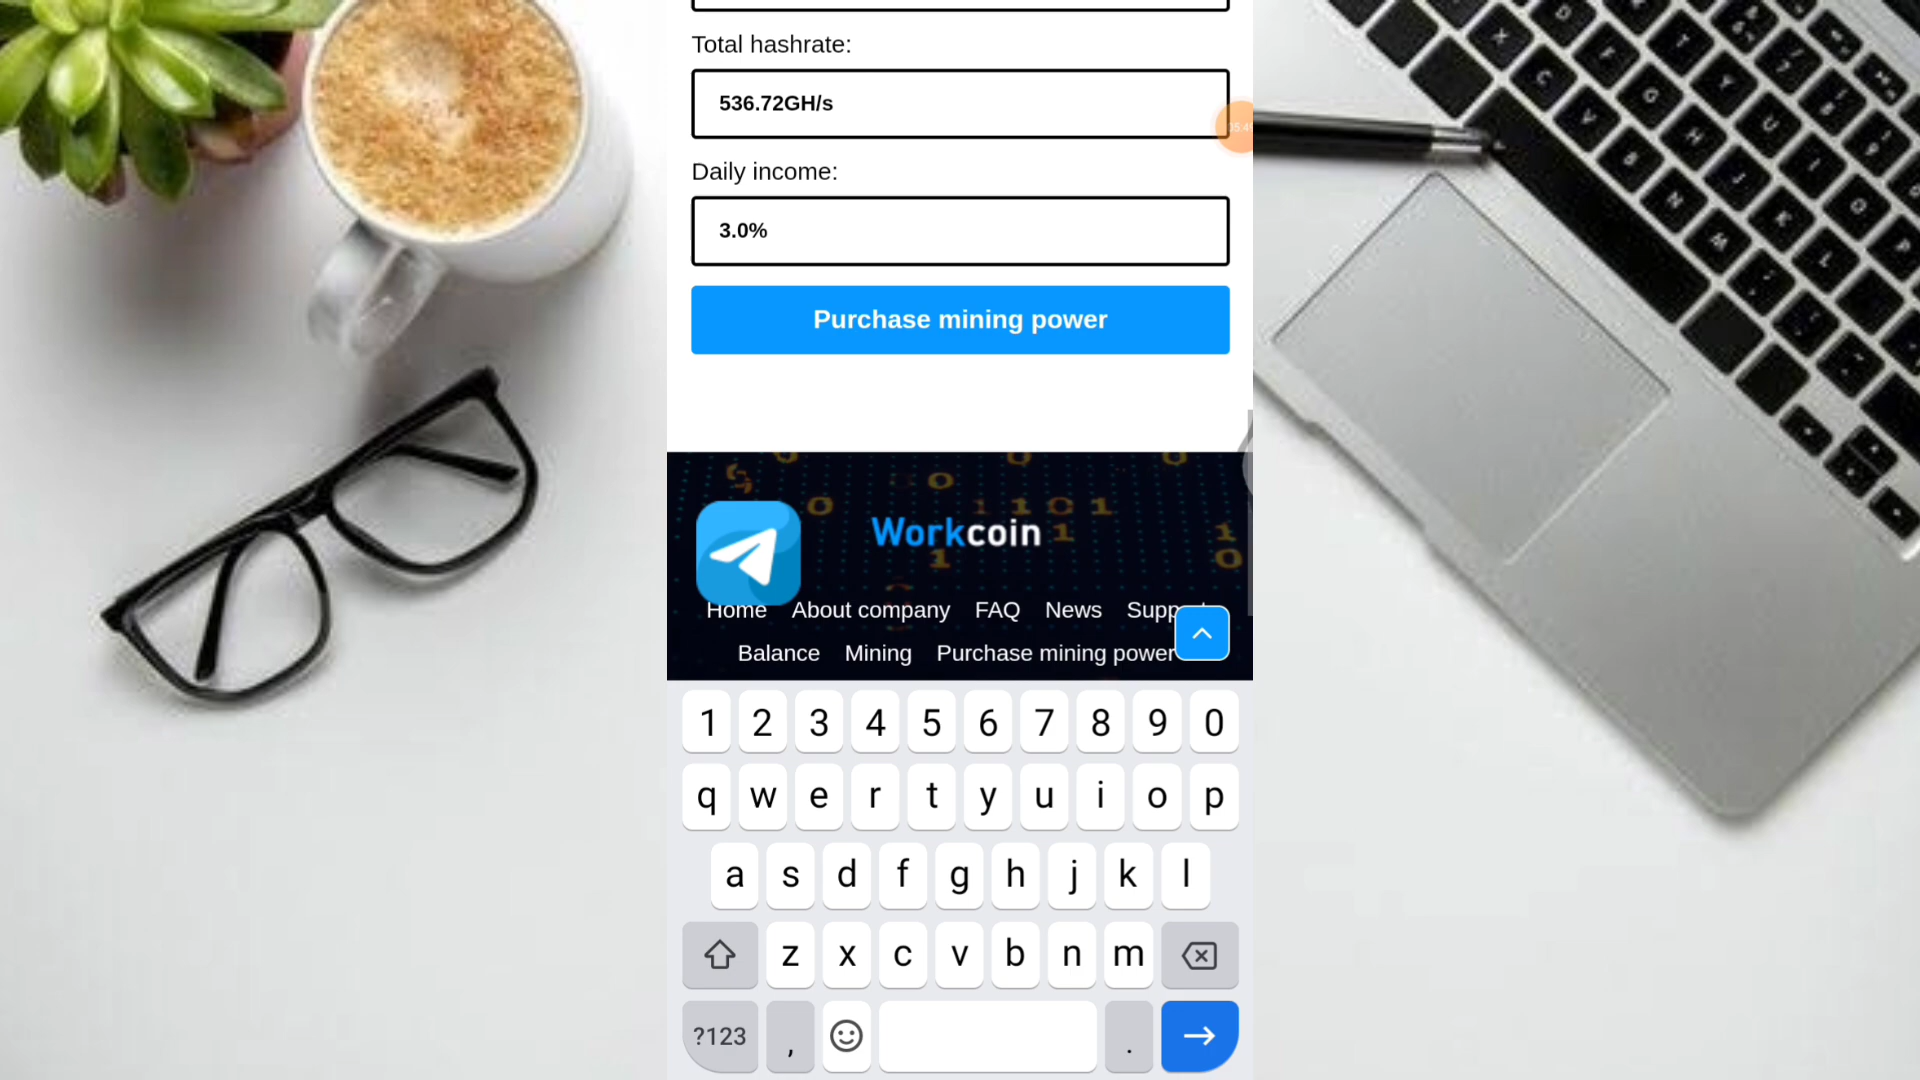 Total hashrate:
536.72GH/s
Daily income:
3.0%
Purchase mining power
Workcoin
Home About company FAQ News
Balance Mining Purchase mining power
1 2 3 4 5 6 7 8 9 0
q w e r t y u i o p
a s d f g h j k l
z x c v b n m
?123 , .